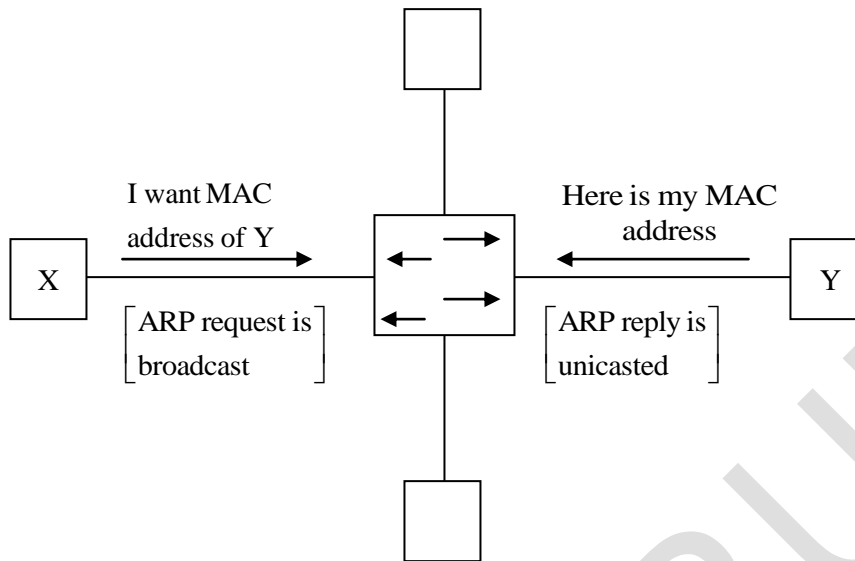 I want MAC
address of Y
Here is my MAC
address
X
Y
ARP request is
broadcast
ARP reply is
unicasted